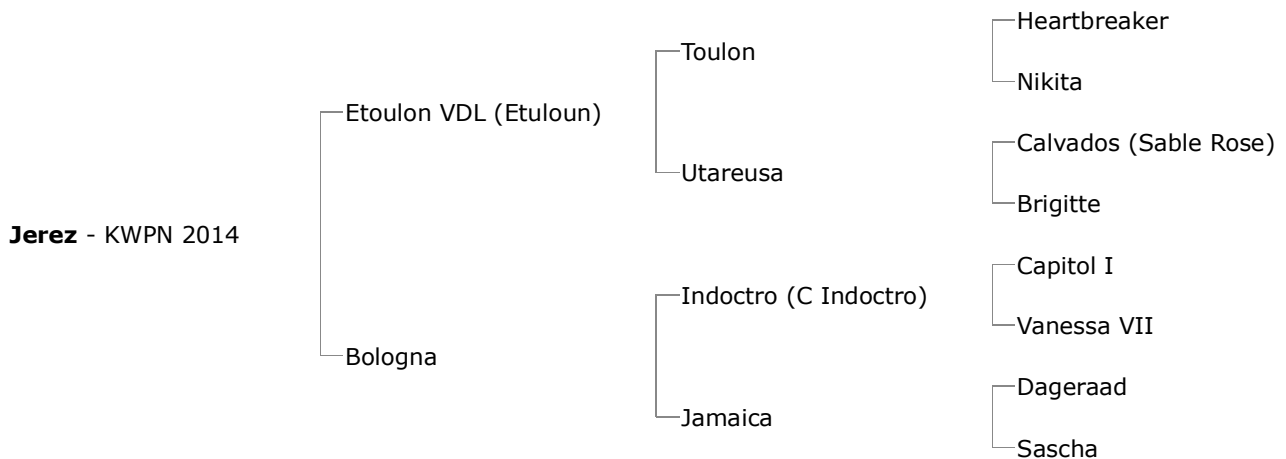 Heartbreaker
Toulon
Nikita
Etoulon VDL (Etuloun)
Calvados (Sable Rose)
Utareusa
Brigitte
Jerez - KWPN 2014
Capitol I
Indoctro (C Indoctro)
Vanessa VII
Bologna
Dageraad
Jamaica
Sascha